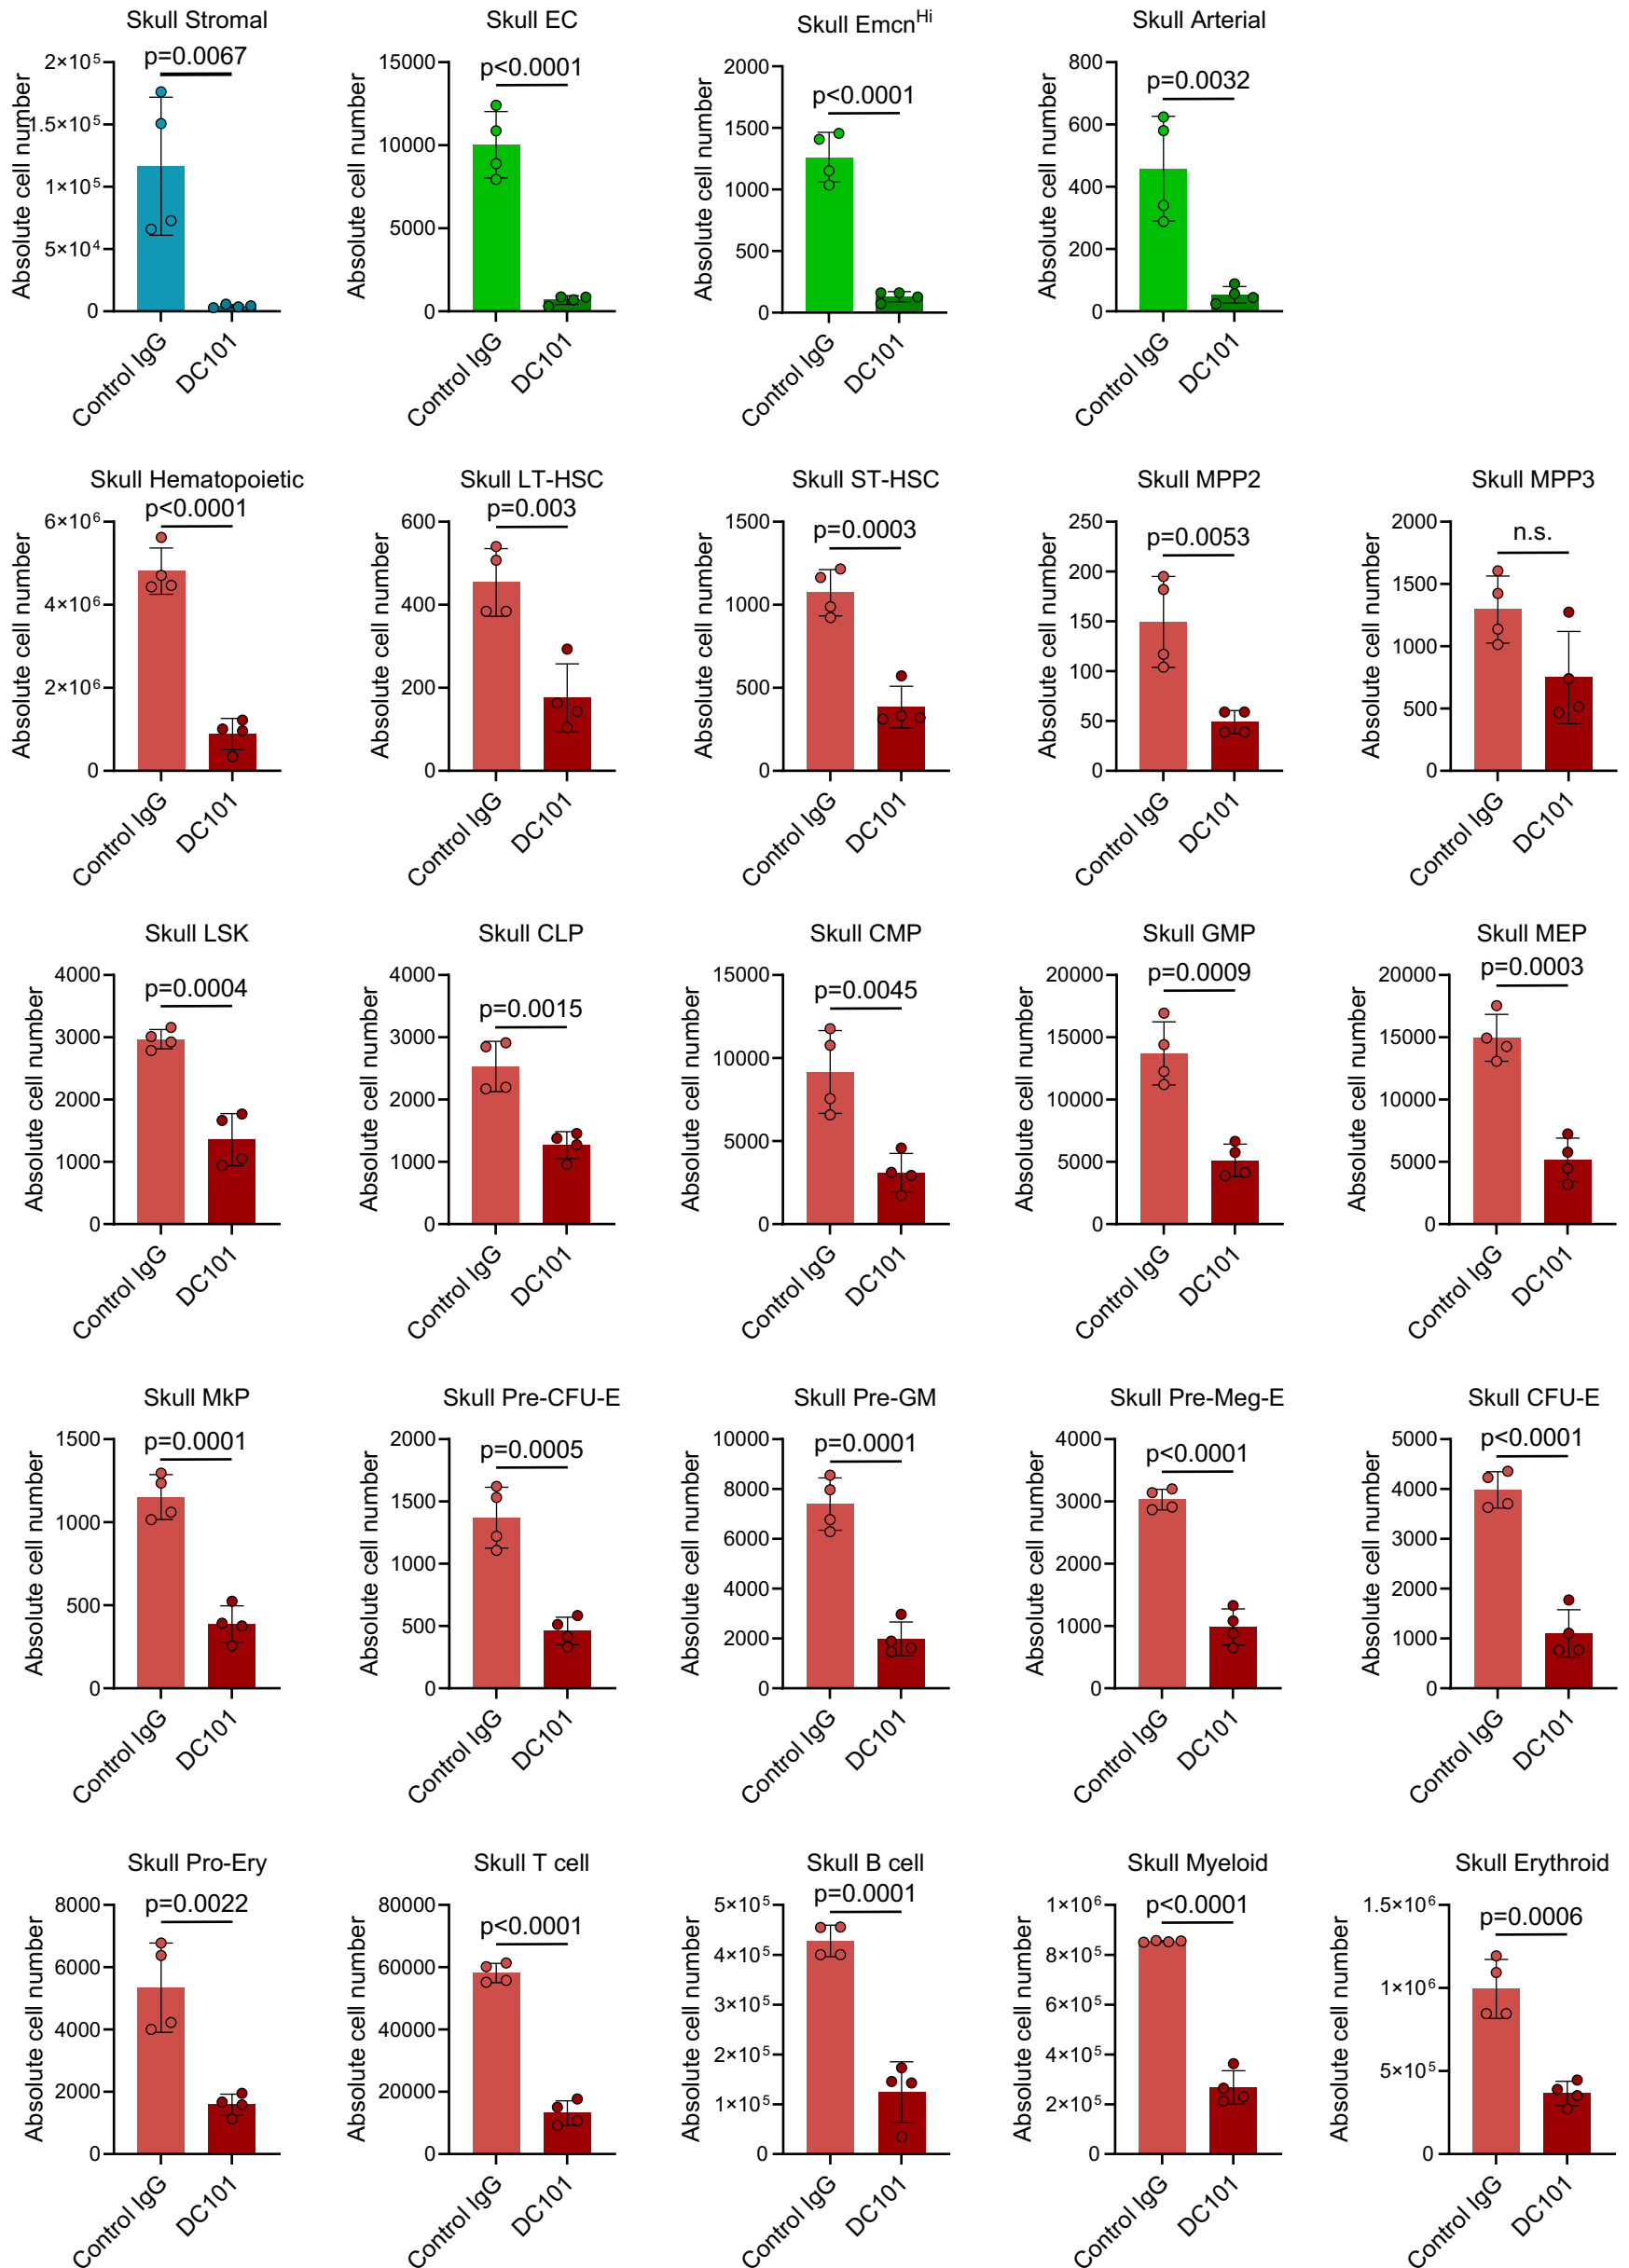 Skull Stromal
p=0.0067
Absolute cell number
2×10⁵
1.5×10⁵
1×10⁵
5×10⁴
0
Control IgG
DC101
Skull EC
p<0.0001
Absolute cell number
15000
10000
5000
0
Control IgG
DC101
Skull Emcn^Hi
p<0.0001
Absolute cell number
2000
1500
1000
500
0
Control IgG
DC101
Skull Arterial
p=0.0032
Absolute cell number
800
600
400
200
0
Control IgG
DC101
Skull Hematopoietic
p<0.0001
Absolute cell number
6×10⁶
4×10⁶
2×10⁶
0
Control IgG
DC101
Skull LT-HSC
p=0.003
Absolute cell number
600
400
200
0
Control IgG
DC101
Skull ST-HSC
p=0.0003
Absolute cell number
1500
1000
500
0
Control IgG
DC101
Skull MPP2
p=0.0053
Absolute cell number
250
200
150
100
50
0
Control IgG
DC101
Skull MPP3
n.s.
Absolute cell number
2000
1500
1000
500
0
Control IgG
DC101
Skull LSK
p=0.0004
Absolute cell number
4000
3000
2000
1000
0
Control IgG
DC101
Skull CLP
p=0.0015
Absolute cell number
4000
3000
2000
1000
0
Control IgG
DC101
Skull CMP
p=0.0045
Absolute cell number
15000
10000
5000
0
Control IgG
DC101
Skull GMP
p=0.0009
Absolute cell number
20000
15000
10000
5000
0
Control IgG
DC101
Skull MEP
p=0.0003
Absolute cell number
20000
15000
10000
5000
0
Control IgG
DC101
Skull MkP
p=0.0001
Absolute cell number
1500
1000
500
0
Control IgG
DC101
Skull Pre-CFU-E
p=0.0005
Absolute cell number
2000
1500
1000
500
0
Control IgG
DC101
Skull Pre-GM
p=0.0001
Absolute cell number
10000
8000
6000
4000
2000
0
Control IgG
DC101
Skull Pre-Meg-E
p<0.0001
Absolute cell number
4000
3000
2000
1000
0
Control IgG
DC101
Skull CFU-E
p<0.0001
Absolute cell number
5000
4000
3000
2000
1000
0
Control IgG
DC101
Skull Pro-Ery
p=0.0022
Absolute cell number
8000
6000
4000
2000
0
Control IgG
DC101
Skull T cell
p<0.0001
Absolute cell number
80000
60000
40000
20000
0
Control IgG
DC101
Skull B cell
p=0.0001
Absolute cell number
5×10⁵
4×10⁵
3×10⁵
2×10⁵
1×10⁵
0
Control IgG
DC101
Skull Myeloid
p<0.0001
Absolute cell number
1×10⁶
8×10⁵
6×10⁵
4×10⁵
2×10⁵
0
Control IgG
DC101
Skull Erythroid
p=0.0006
Absolute cell number
1.5×10⁶
1×10⁶
5×10⁵
0
Control IgG
DC101